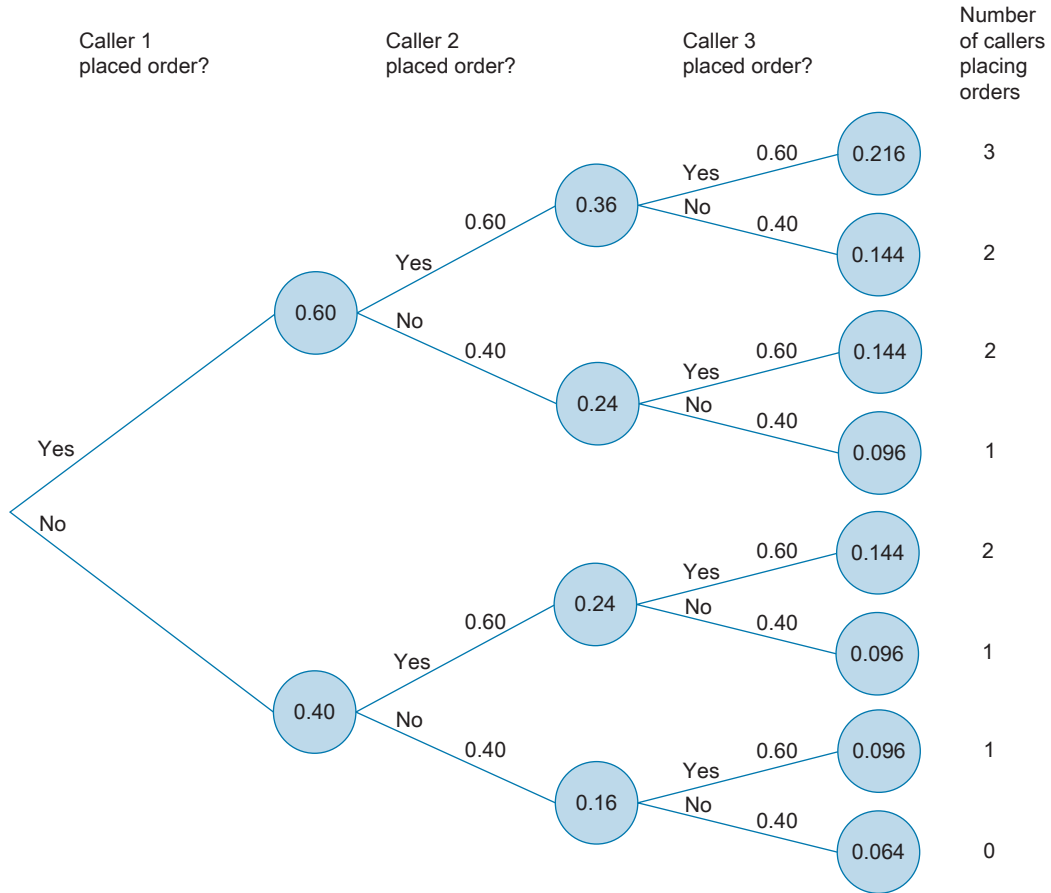 Caller 1
placed order?
Caller 2
placed order?
Caller 3
placed order?
Number
of callers
placing
orders
0.60
0.216
3
Yes
0.36
No
0.60
0.40
0.144
2
Yes
0.60
No
0.60
0.144
2
0.40
Yes
0.24
No
0.40
0.096
1
Yes
No
0.60
0.144
2
Yes
0.24
No
0.60
0.40
0.096
1
Yes
0.40
No
0.60
0.096
1
0.40
Yes
0.16
No
0.40
0.064
0